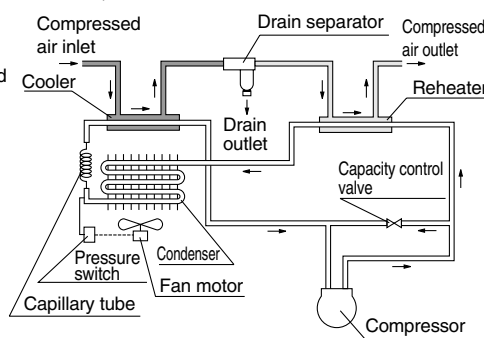 Compressed
air inlet
Drain separator
Compressed
air outlet
d
Cooler
Reheater
Drain
outlet
Capacity control
valve
Condenser
Pressure
switch
Fan motor
Capillary tube
Compressor